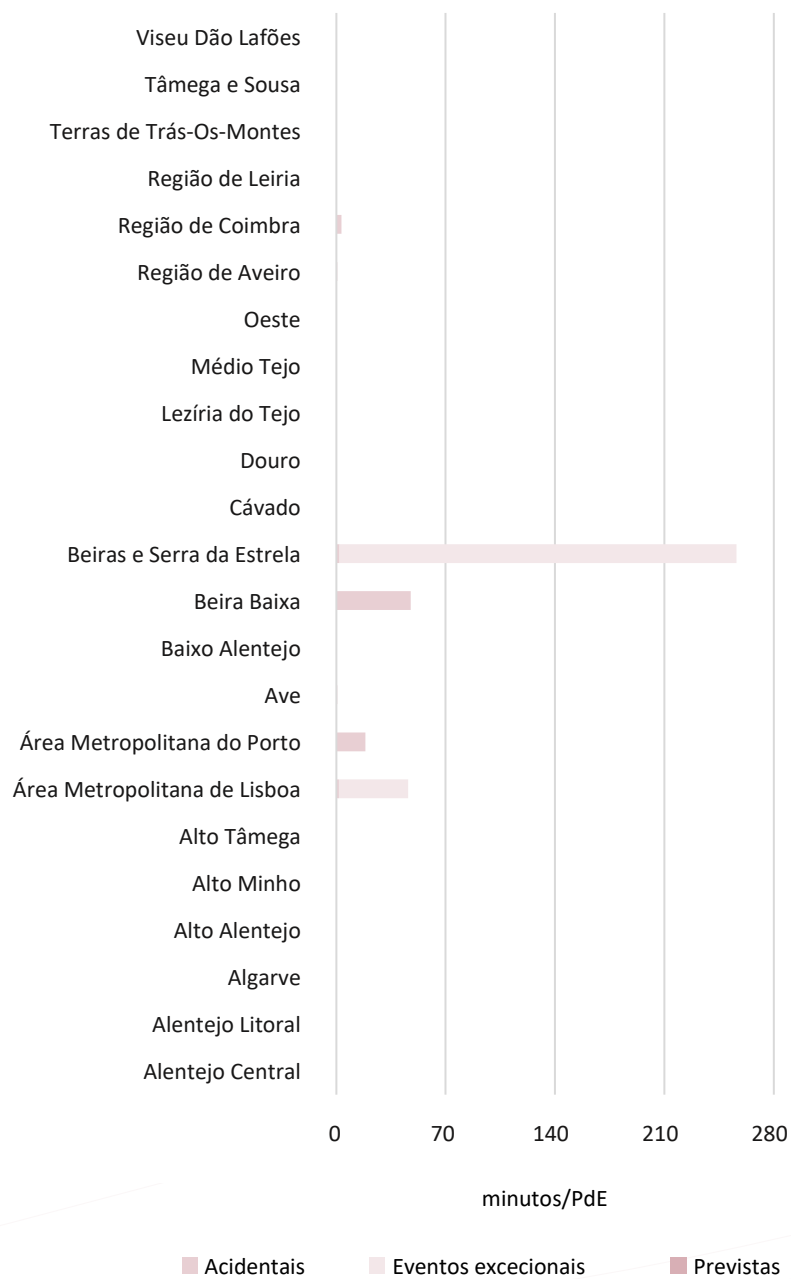 Viseu Dão Lafões
Tâmega e Sousa
Terras de Trás-Os-Montes
Região de Leiria
Região de Coimbra
Região de Aveiro
Oeste
Médio Tejo
Lezíria do Tejo
Douro
Cávado
Beiras e Serra da Estrela
Beira Baixa
Baixo Alentejo
Ave
Área Metropolitana do Porto
Área Metropolitana de Lisboa
Alto Tâmega
Alto Minho
Alto Alentejo
Algarve
Alentejo Litoral
Alentejo Central
0 70 140 210 280
minutos/PdE
Acidentais Eventos excecionais Previstas